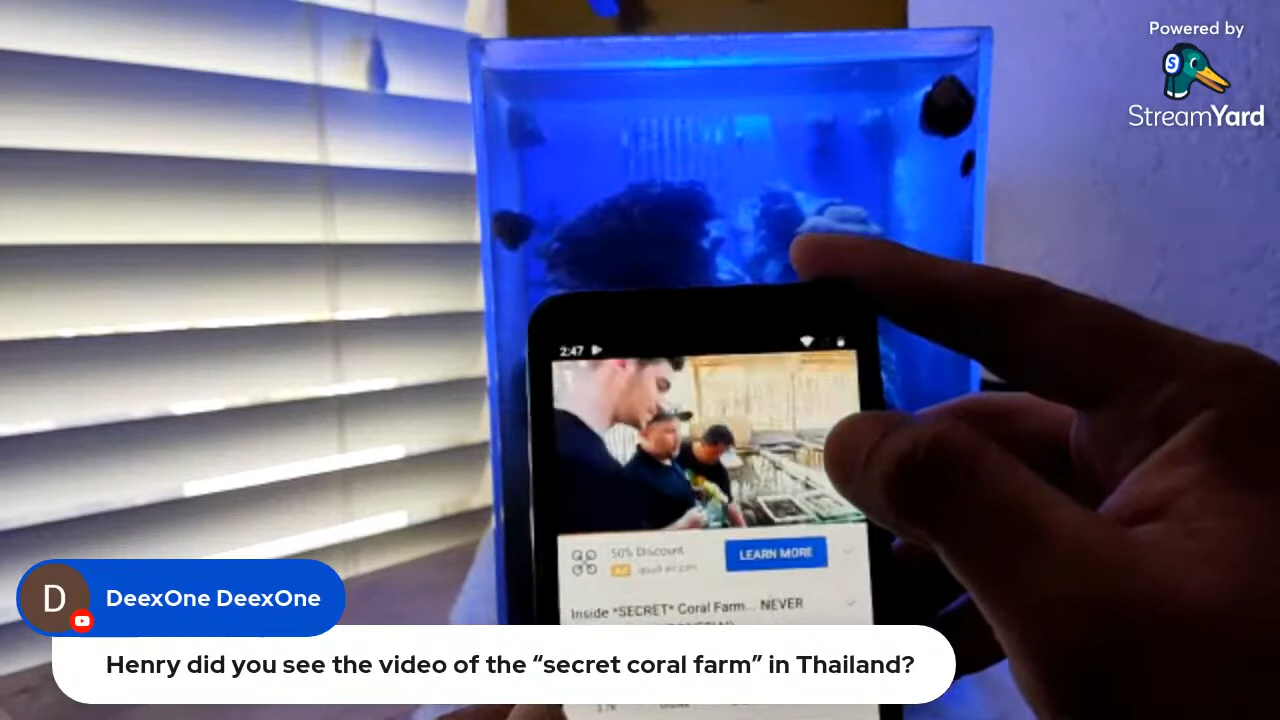 Powered by
S
StreamYard
2:47
50% Discount
Ad
LEARN MORE
Inside *SECRET* Coral Farm... NEVER
D
DeexOne DeexOne
Henry did you see the video of the “secret coral farm” in Thailand?